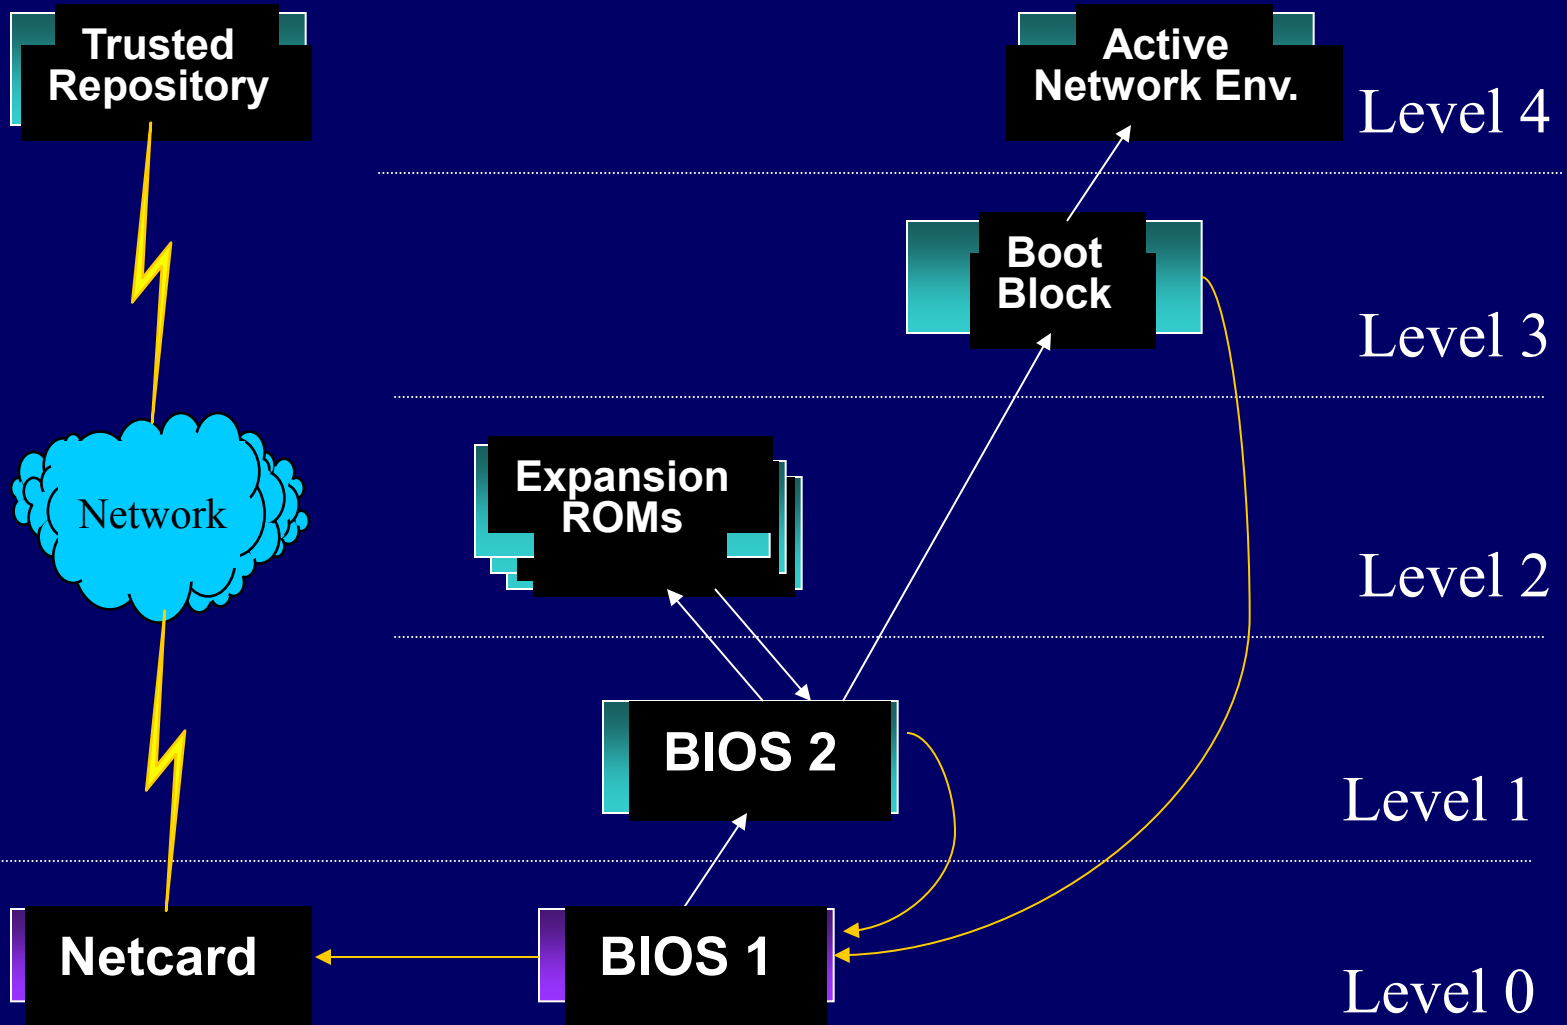 Trusted
Repository
Active
Network Env.
Level 4
Boot
Block
Level 3
Expansion
ROMs
Network
Level 2
BIOS 2
Level 1
Netcard
BIOS 1
Level 0